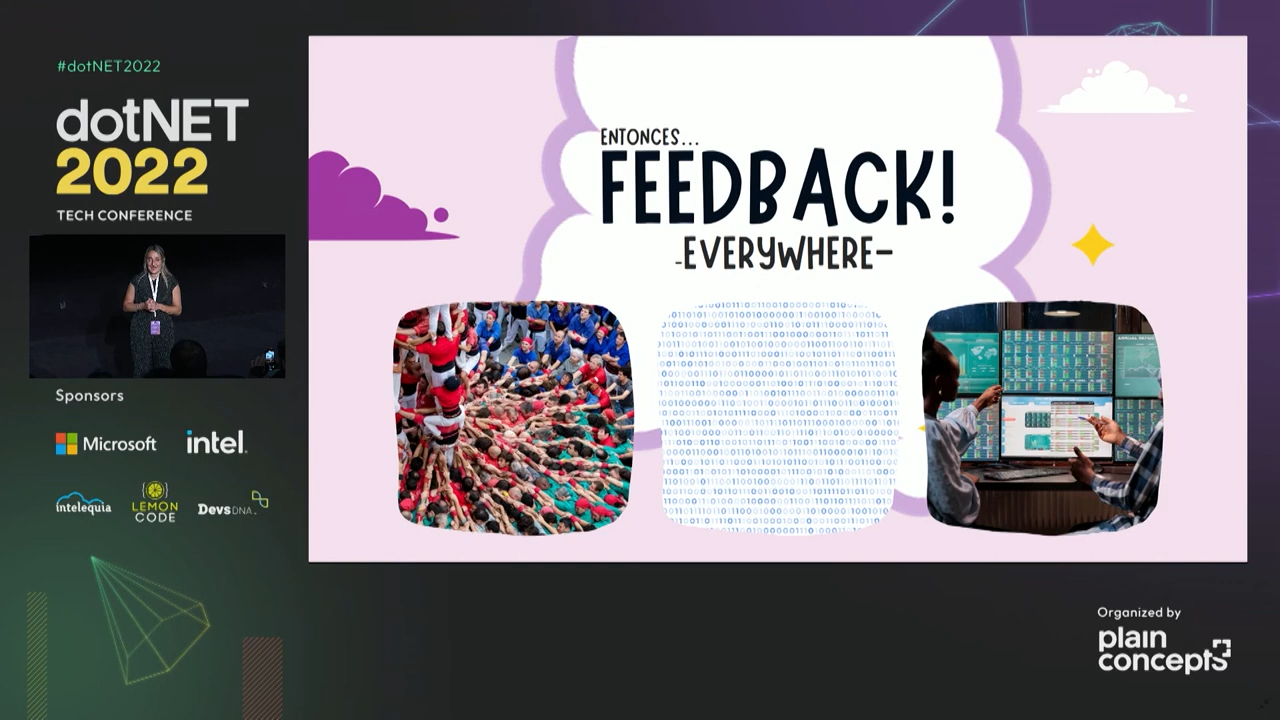 #dotNET2022
dotNET
2022
TECH CONFERENCE
Sponsors
Microsoft
intel.
intelequia
LEMON
CODE
DevsDNA
ENTONCES...
FEEDBACK!
-EVERYWHERE-
Organized by
plain
concepts